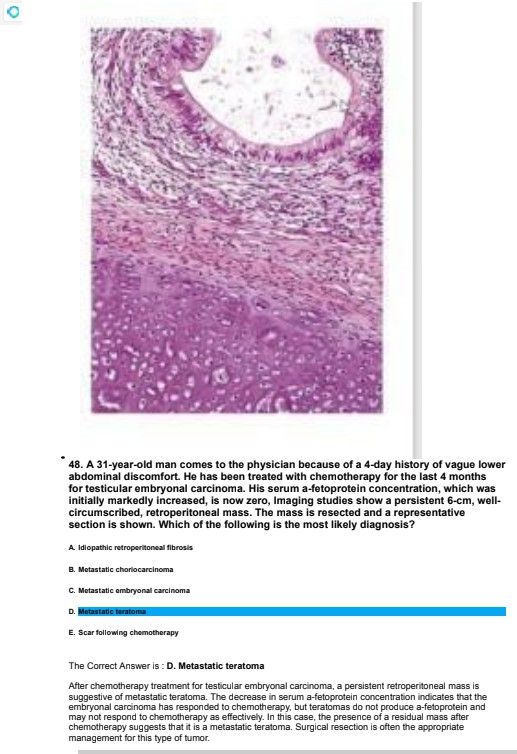 48. A 31-year-old man comes to the physician because of a 4-day history of vague lower
abdominal discomfort. He has been treated with chemotherapy for the last 4 months
for testicular embryonal carcinoma. His serum a-fetoprotein concentration, which was
initially markedly increased, is now zero, Imaging studies show a persistent 6-cm, well-
circumscribed, retroperitoneal mass. The mass is resected and a representative
section is shown. Which of the following is the most likely diagnosis?
A. Idiopathic retroperitoneal fibrosis
B. Metastatic choriocarcinoma
C. Metastatic embryonal carcinoma
D. Metastatic teratoma
E. Scar following chemotherapy
The Correct Answer is : D. Metastatic teratoma
After chemotherapy treatment for testicular embryonal carcinoma, a persistent retroperitoneal mass is
suggestive of metastatic teratoma. The decrease in serum a-fetoprotein concentration indicates that the
embryonal carcinoma has responded to chemotherapy, but teratomas do not produce a-fetoprotein and
may not respond to chemotherapy as effectively. In this case, the presence of a residual mass after
chemotherapy suggests that it is a metastatic teratoma. Surgical resection is often the appropriate
management for this type of tumor.